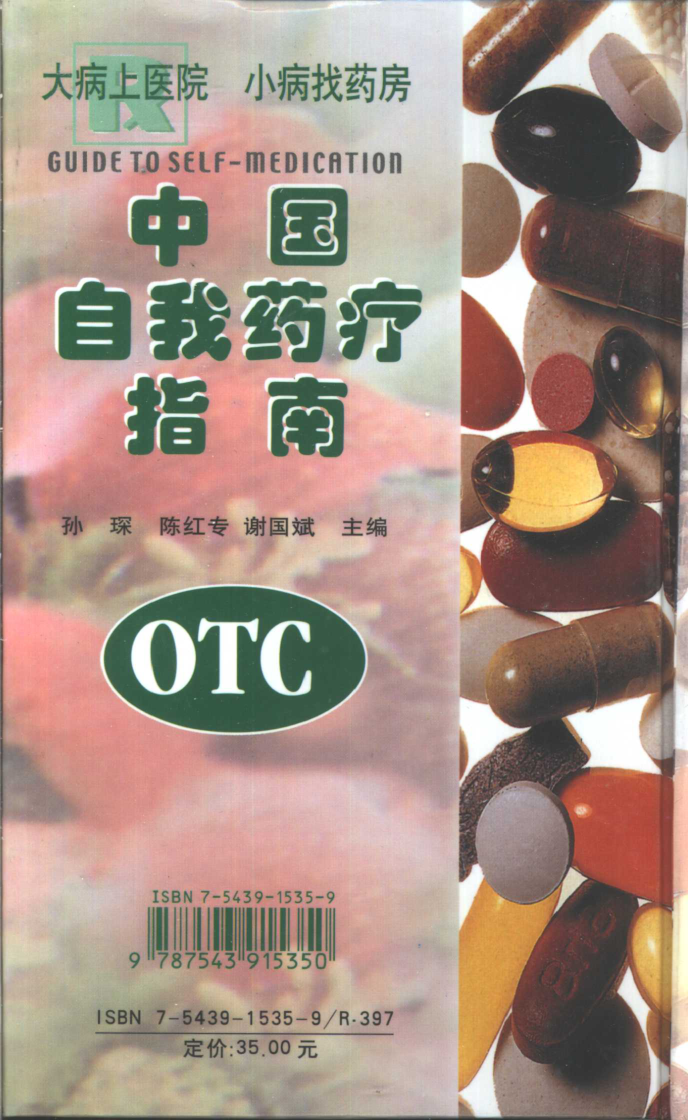 大病上医院 小病找药房
GUIDE TO SELF-MEDICATION
中国
自我药疗
指南
孙琛 陈红专 谢国斌 主编
OTC
ISBN 7-5439-1535-9
9 787543 915350
ISBN 7-5439-1535-9/R·397
定价:35.00元